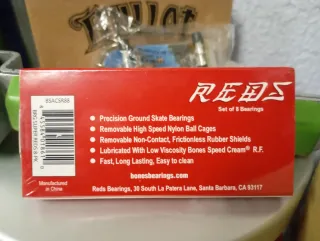 BSACSR88
REDS
Set of 8 Bearings
Precision Ground Skate Bearings
Removable High Speed Nylon Ball Cages
Removable Non-Contact, Frictionless Rubber Shields
Lubricated With Low Viscosity Bones Speed Cream® R.F.
Fast, Long Lasting, Easy to clean
bonesbearings.com
Manufactured
in China
Reds Bearings, 30 South La Patera Lane, Santa Barbara, CA 93117